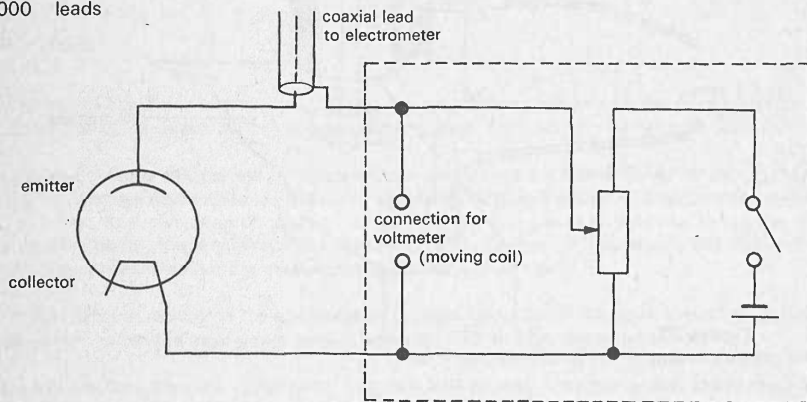 000 leads
coaxial lead
to electrometer
emitter
connection for
voltmeter
(moving coil)
collector